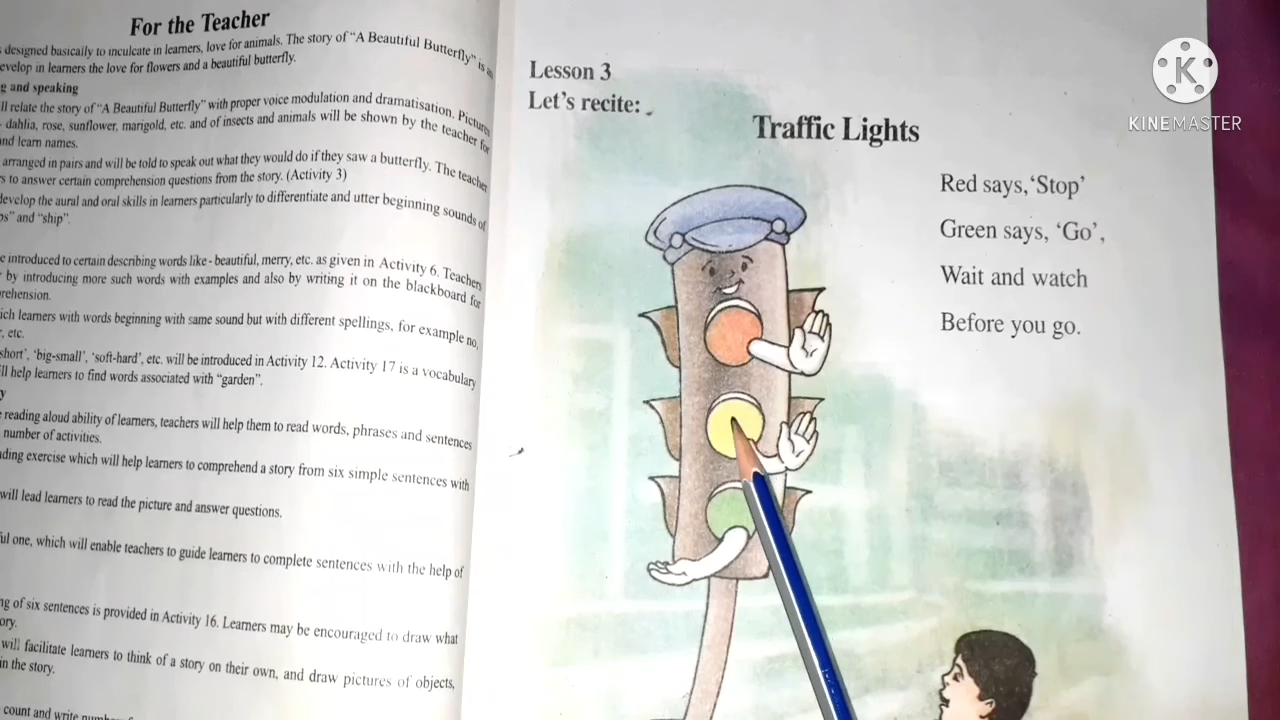 For the Teacher
designed basically to inculcate in learners, love for animals. The story of "A Beautiful Butterfly" is an
evelop in learners the love for flowers and a beautiful butterfly.
g and speaking
ll relate the story of "A Beautiful Butterfly" with proper voice modulation and dramatisation. Pictures
- dahlia, rose, sunflower, marigold, etc. and of insects and animals will be shown by the teacher for
nd learn names.
arranged in pairs and will be told to speak out what they would do if they saw a butterfly. The teacher
s to answer certain comprehension questions from the story. (Activity 3)
develop the aural and oral skills in learners particularly to differentiate and utter beginning sounds of
ps" and "ship".
e introduced to certain describing words like - beautiful, merry, etc. as given in Activity 6. Teachers
by introducing more such words with examples and also by writing it on the blackboard for
rehension.
ich learners with words beginning with same sound but with different spellings, for example no,
, etc.
short', 'big-small', 'soft-hard', etc. will be introduced in Activity 12. Activity 17 is a vocabulary
ll help learners to find words associated with "garden".
y
reading aloud ability of learners, teachers will help them to read words, phrases and sentences
number of activities.
ding exercise which will help learners to comprehend a story from six simple sentences with
will lead learners to read the picture and answer questions.
ful one, which will enable teachers to guide learners to complete sentences with the help of
ng of six sentences is provided in Activity 16. Learners may be encouraged to draw what
ory.
will facilitate learners to think of a story on their own, and draw pictures of objects,
in the story.
count and write
Lesson 3
Let's recite:
Traffic Lights
Red says,'Stop'
Green says, 'Go',
Wait and watch
Before you go.
K
KINEMASTER